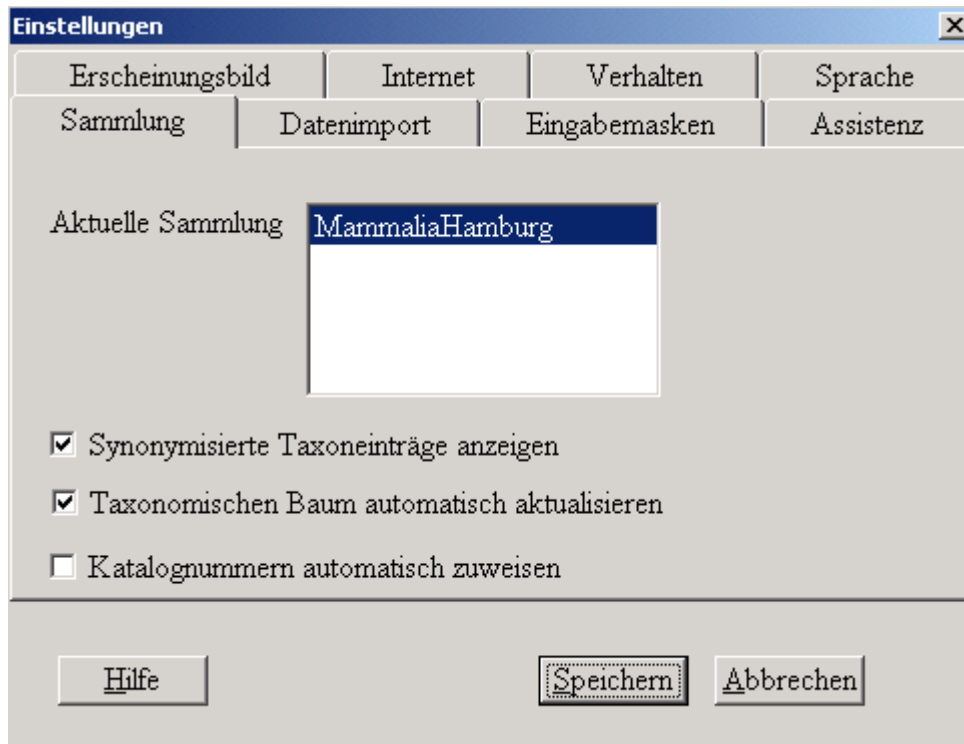 Einstellungen
Erscheinungsbild Internet Verhalten Sprache
Sammlung Datenimport Eingabemasken Assistenz
Aktuelle Sammlung MammaliaHamburg
Synonymisierte Taxoneinträge anzeigen
Taxonomischen Baum automatisch aktualisieren
Katalognummern automatisch zuweisen
Hilfe Speichern Abbrechen